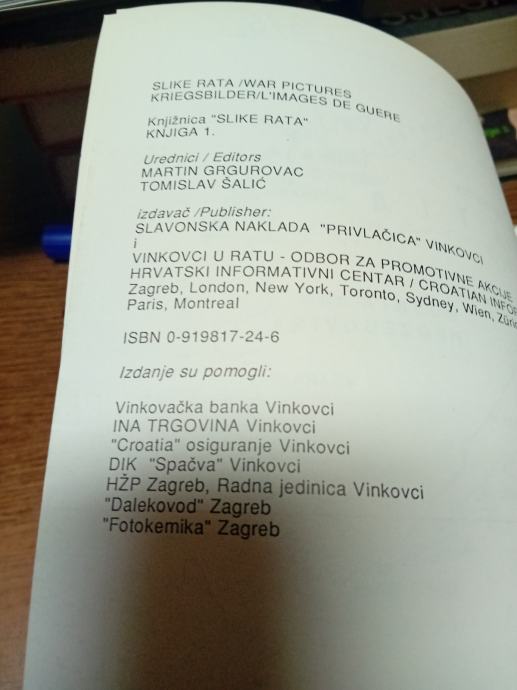 SLIKE RATA /WAR PICTURES
KRIEGSBILDER/L'IMAGES DE GUERE
Knjižnica "SLIKE RATA"
KNJIGA 1.
Urednici / Editors
MARTIN GRGUROVAC
TOMISLAV ŠALIĆ
izdavač /Publisher:
SLAVONSKA NAKLADA "PRIVLAČICA" VINKOVCI
i
VINKOVCI U RATU - ODBOR ZA PROMOTIVNE AKCIJE
HRVATSKI INFORMATIVNI CENTAR / CROATIAN
Zagreb, London, New York, Toronto, Sydney, Wien,
Paris, Montreal
ISBN 0-919817-24-6
Izdanje su pomogli:
Vinkovačka banka Vinkovci
INA TRGOVINA Vinkovci
"Croatia" osiguranje Vinkovci
DIK "Spačva" Vinkovci
HŽP Zagreb, Radna jedinica Vinkovci
"Dalekovod" Zagreb
"Fotokemika" Zagreb